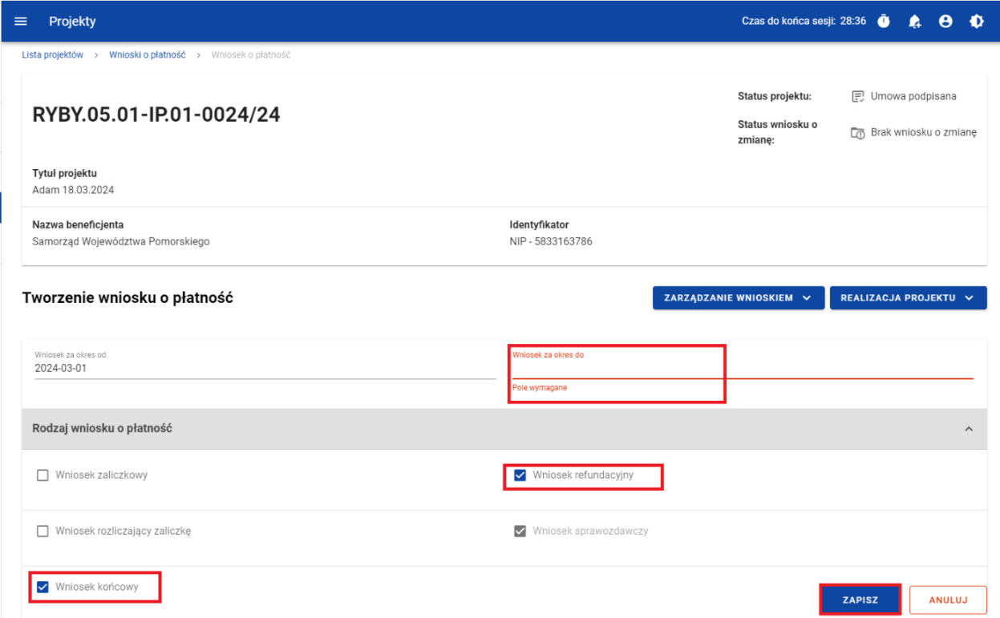 Projekty
Czas do końca sesji: 28:36
Lista projektów > Wnioski o płatność > Wniosek o płatność
RYBY.05.01-IP.01-0024/24
Status projektu:
Umowa podpisana
Status wniosku o
zmianę:
Brak wniosku o zmianę
Tytuł projektu
Adam 18.03.2024
Nazwa beneficjenta
Samorząd Województwa Pomorskiego
Identyfikator
NIP - 5833163786
Tworzenie wniosku o płatność
ZARZĄDZANIE WNIOSKIEM
REALIZACJA PROJEKTU
Wniosek za okres od
2024-03-01
Wniosek za okres do
Pole wymagane
Rodzaj wniosku o płatność
Wniosek zaliczkowy
Wniosek refundacyjny
Wniosek rozliczający zaliczkę
Wniosek sprawozdawczy
Wniosek końcowy
ZAPISZ
ANULUJ